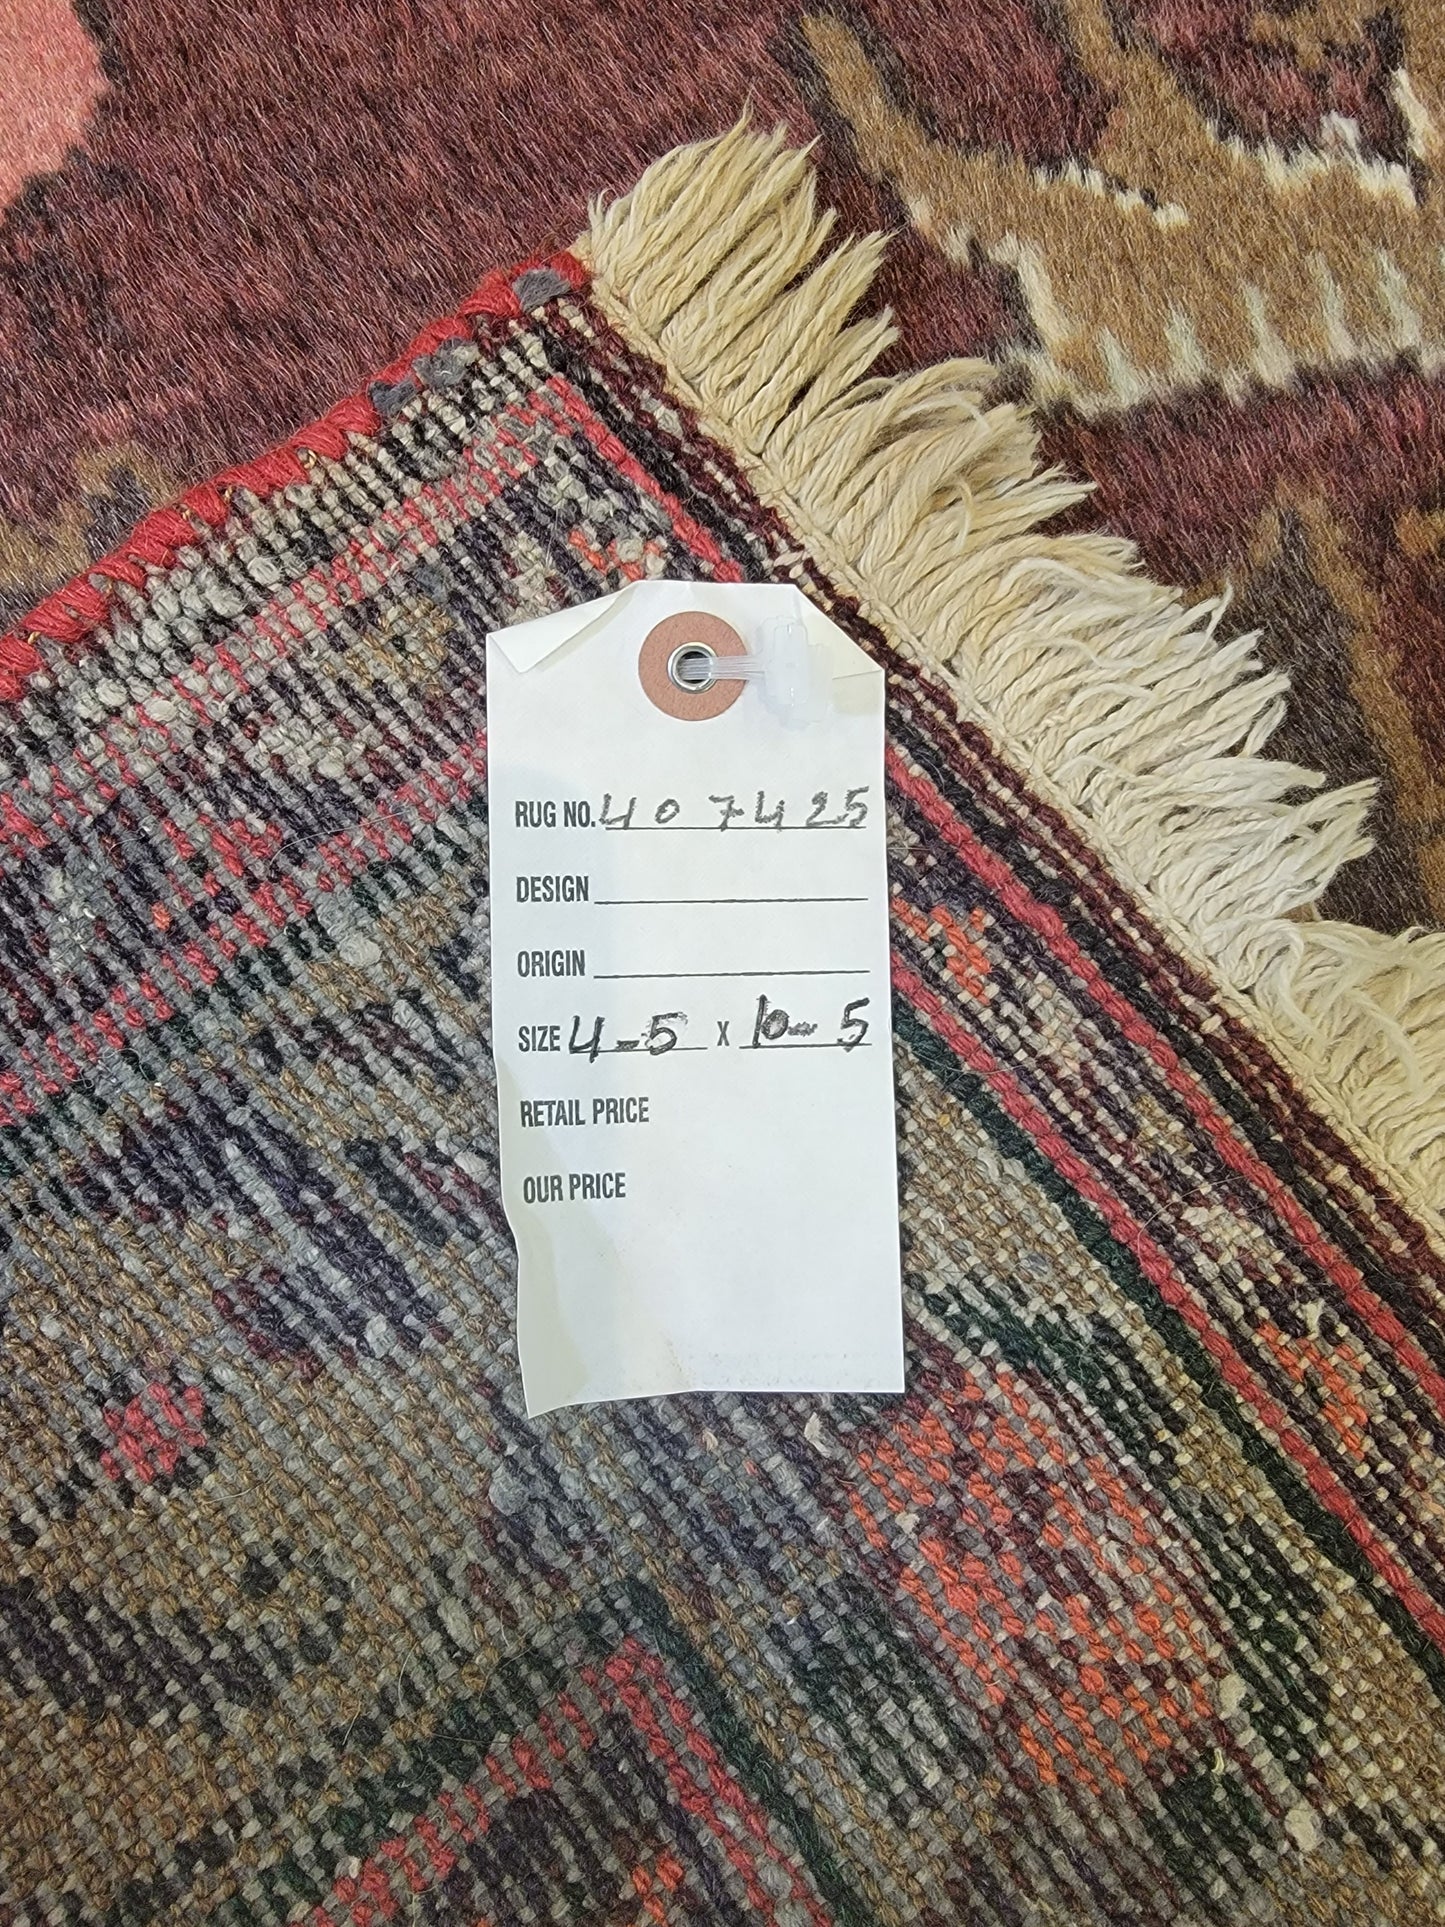 RUG NO. 407425
DESIGN
ORIGIN
SIZE 4-5 X 10-5
RETAIL PRICE
OUR PRICE